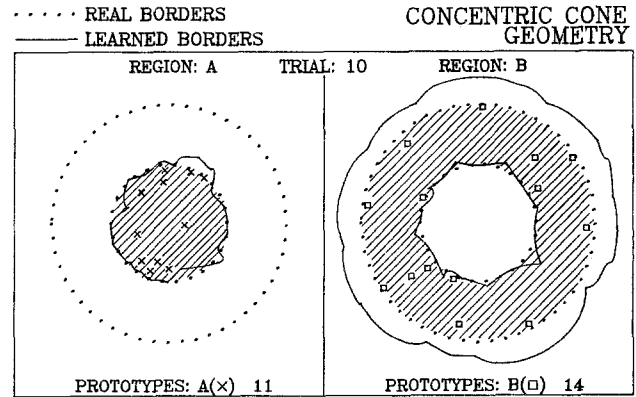 REAL BORDERS
LEARNED BORDERS
CONCENTRIC CONE
GEOMETRY
REGION: A
TRIAL: 10
REGION: B
PROTOTYPES: A(×) 11
PROTOTYPES: B(□) 14